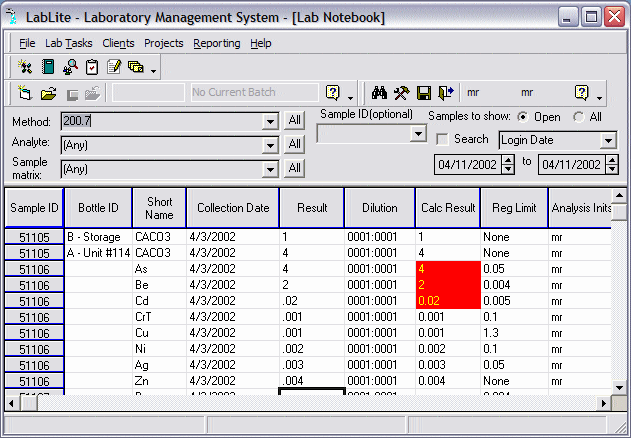 LabLite - Laboratory Management System - [Lab Notebook]
File Lab Tasks Clients Projects Reporting Help
No Current Batch mr mr
Method: 200.7 All Sample ID(optional) Samples to show: Open All
Analyte: (Any) All Search Login Date
Sample matrix: (Any) All 04/11/2002 to 04/11/2002
Sample ID Bottle ID Short Name Collection Date Result Dilution Calc Result Reg Limit Analysis Inits
51105 B - Storage CACO3 4/3/2002 1 0001:0001 1 None mr
51105 A - Unit #114 CACO3 4/3/2002 4 0001:0001 4 None mr
51106 As 4/3/2002 4 0001:0001 4 0.05 mr
51106 Be 4/3/2002 2 0001:0001 2 0.004 mr
51106 Cd 4/3/2002 .02 0001:0001 0.02 0.005 mr
51106 CrT 4/3/2002 .001 0001:0001 0.001 0.1 mr
51106 Cu 4/3/2002 .001 0001:0001 0.001 1.3 mr
51106 Ni 4/3/2002 .002 0001:0001 0.002 0.1 mr
51106 Ag 4/3/2002 .003 0001:0001 0.003 0.05 mr
51106 Zn 4/3/2002 .004 0001:0001 0.004 None mr